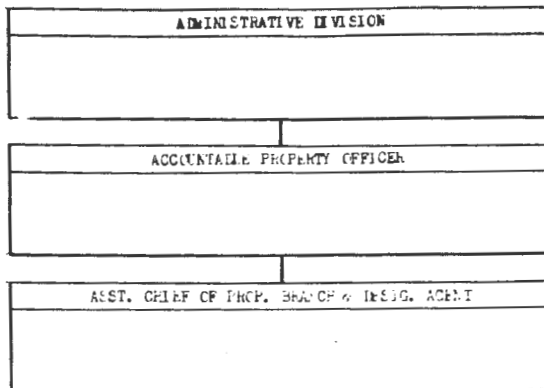 ADMINISTRATIVE DIVISION
ACCOUNTABLE PROPERTY OFFICER
ASST. CHIEF OF PROP. BRANCH & DESIG. AGENT